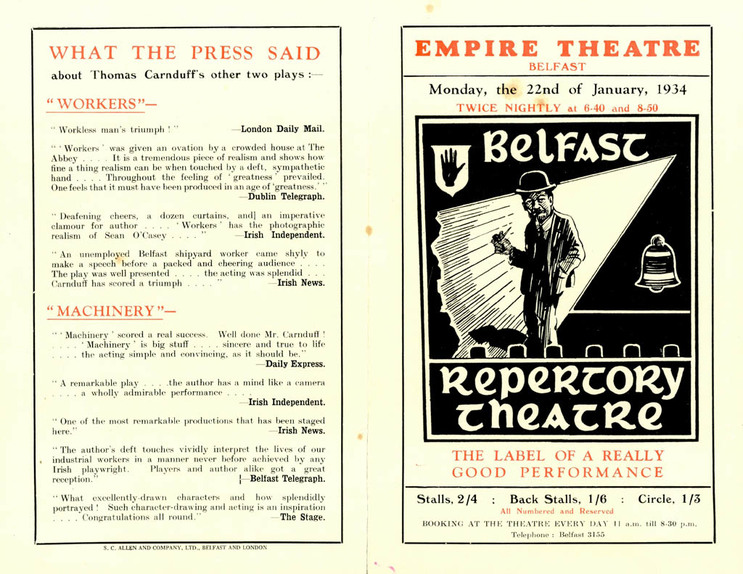 WHAT THE PRESS SAID
about Thomas Carnduff's other two plays :—
"WORKERS"—
"Workless man's triumph ! " —London Daily Mail.
" ' Workers ' was given an ovation by a crowded house at The
Abbey . . . . It is a tremendous piece of realism and shows how
fine a thing realism can be when touched by a deft, sympathetic
hand . . . . Throughout the feeling of ' greatness ' prevailed.
One feels that it must have been produced in an age of 'greatness.' "
—Dublin Telegraph.
" Deafening cheers, a dozen curtains, and] an imperative
clamour for author . . . . ' Workers ' has the photographic
realism of Sean O'Casey . . . . " —Irish Independent.
" An unemployed Belfast shipyard worker came shyly to
make a speech before a packed and cheering audience . . . .
The play was well presented . . . . the acting was splendid . . .
Carnduff has scored a triumph . . . . " —Irish News.
"MACHINERY"—
" ' Machinery ' scored a real success. Well done Mr. Carnduff !
. . . . ' Machinery ' is big stuff . . . . sincere and true to life
. . . . the acting simple and convincing, as it should be."
—Daily Express.
" A remarkable play . . . .the author has a mind like a camera
. . . . . a wholly admirable performance . . . .
—Irish Independent.
" One of the most remarkable productions that has been staged
here." —Irish News.
" The author's deft touches vividly interpret the lives of our
industrial workers in a manner never before achieved by any
Irish playwright. Players and author alike got a great
reception." —Belfast Telegraph.
" What excellently-drawn characters and how splendidly
portrayed ! Such character-drawing and acting is an inspiration
. . . . Congratulations all round." —The Stage.
S. C. ALLEN AND COMPANY, LTD., BELFAST AND LONDON
EMPIRE THEATRE
BELFAST
Monday, the 22nd of January, 1934
TWICE NIGHTLY at 6-40 and 8-50
BELFAST
REPERTORY
THEATRE
THE LABEL OF A REALLY
GOOD PERFORMANCE
Stalls, 2/4 : Back Stalls, 1/6 : Circle, 1/3
All Numbered and Reserved
BOOKING AT THE THEATRE EVERY DAY 11 a.m. till 8-30 p.m.
Telephone : Belfast 3155